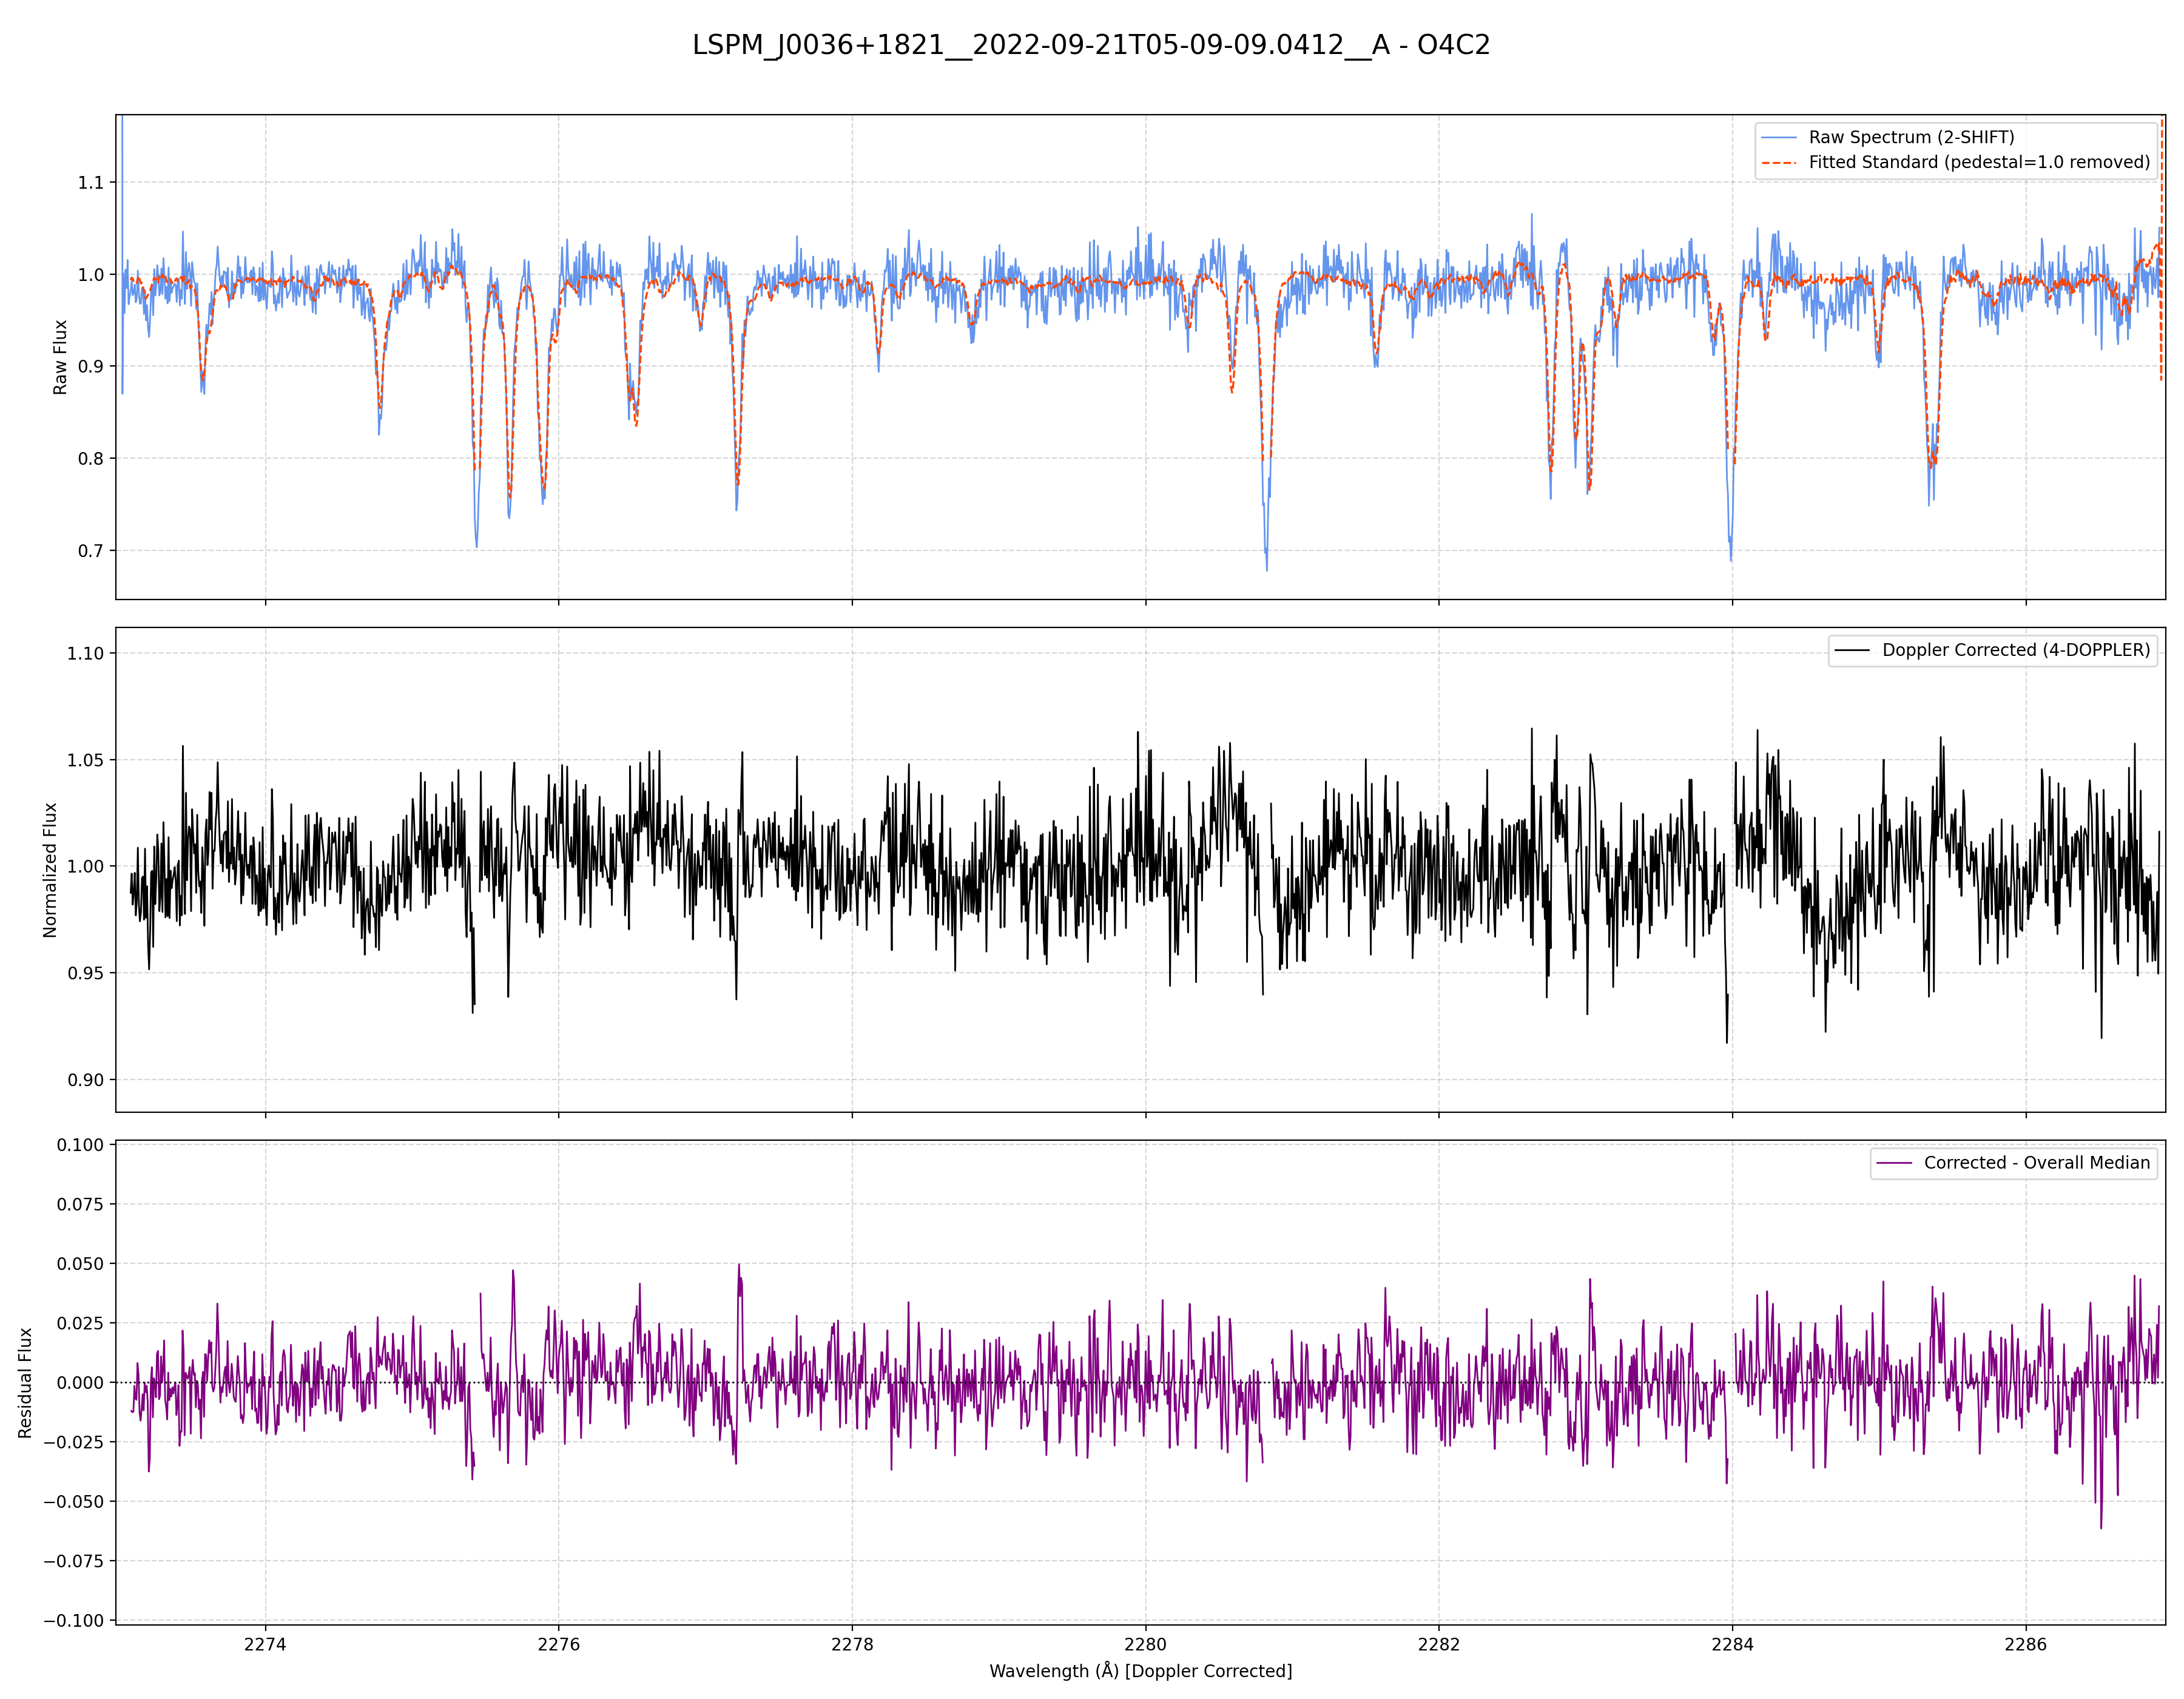 LSPM_J0036+1821__2022-09-21T05-09-09.0412__A - O4C2
Raw Spectrum (2-SHIFT)
Fitted Standard (pedestal=1.0 removed)
1.1
1.0
0.9
0.8
0.7
Raw Flux
Doppler Corrected (4-DOPPLER)
1.10
1.05
1.00
0.95
0.90
Normalized Flux
Corrected - Overall Median
0.100
0.075
0.050
0.025
0.000
−0.025
−0.050
−0.075
−0.100
Residual Flux
2274 2276 2278 2280 2282 2284 2286
Wavelength (Å) [Doppler Corrected]